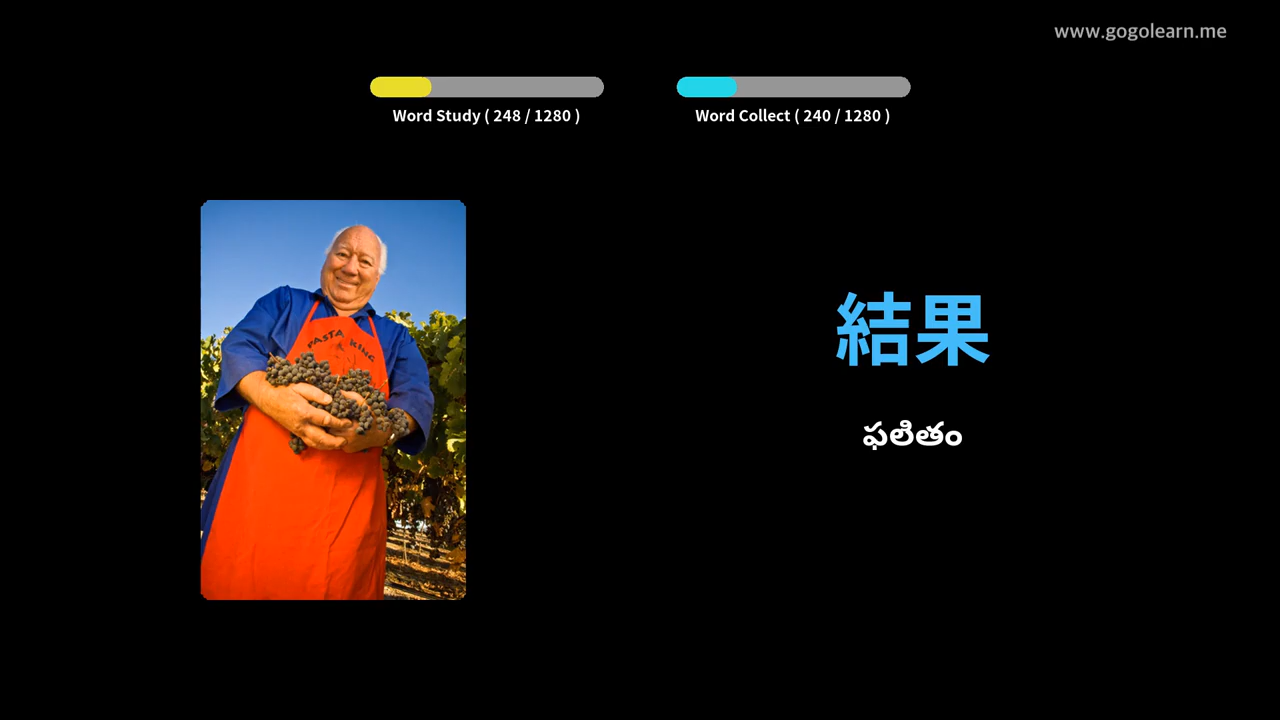 www.gogolearn.me
Word Study ( 248 / 1280 )
Word Collect ( 240 / 1280 )
PASTA KING
結果
ఫలితం